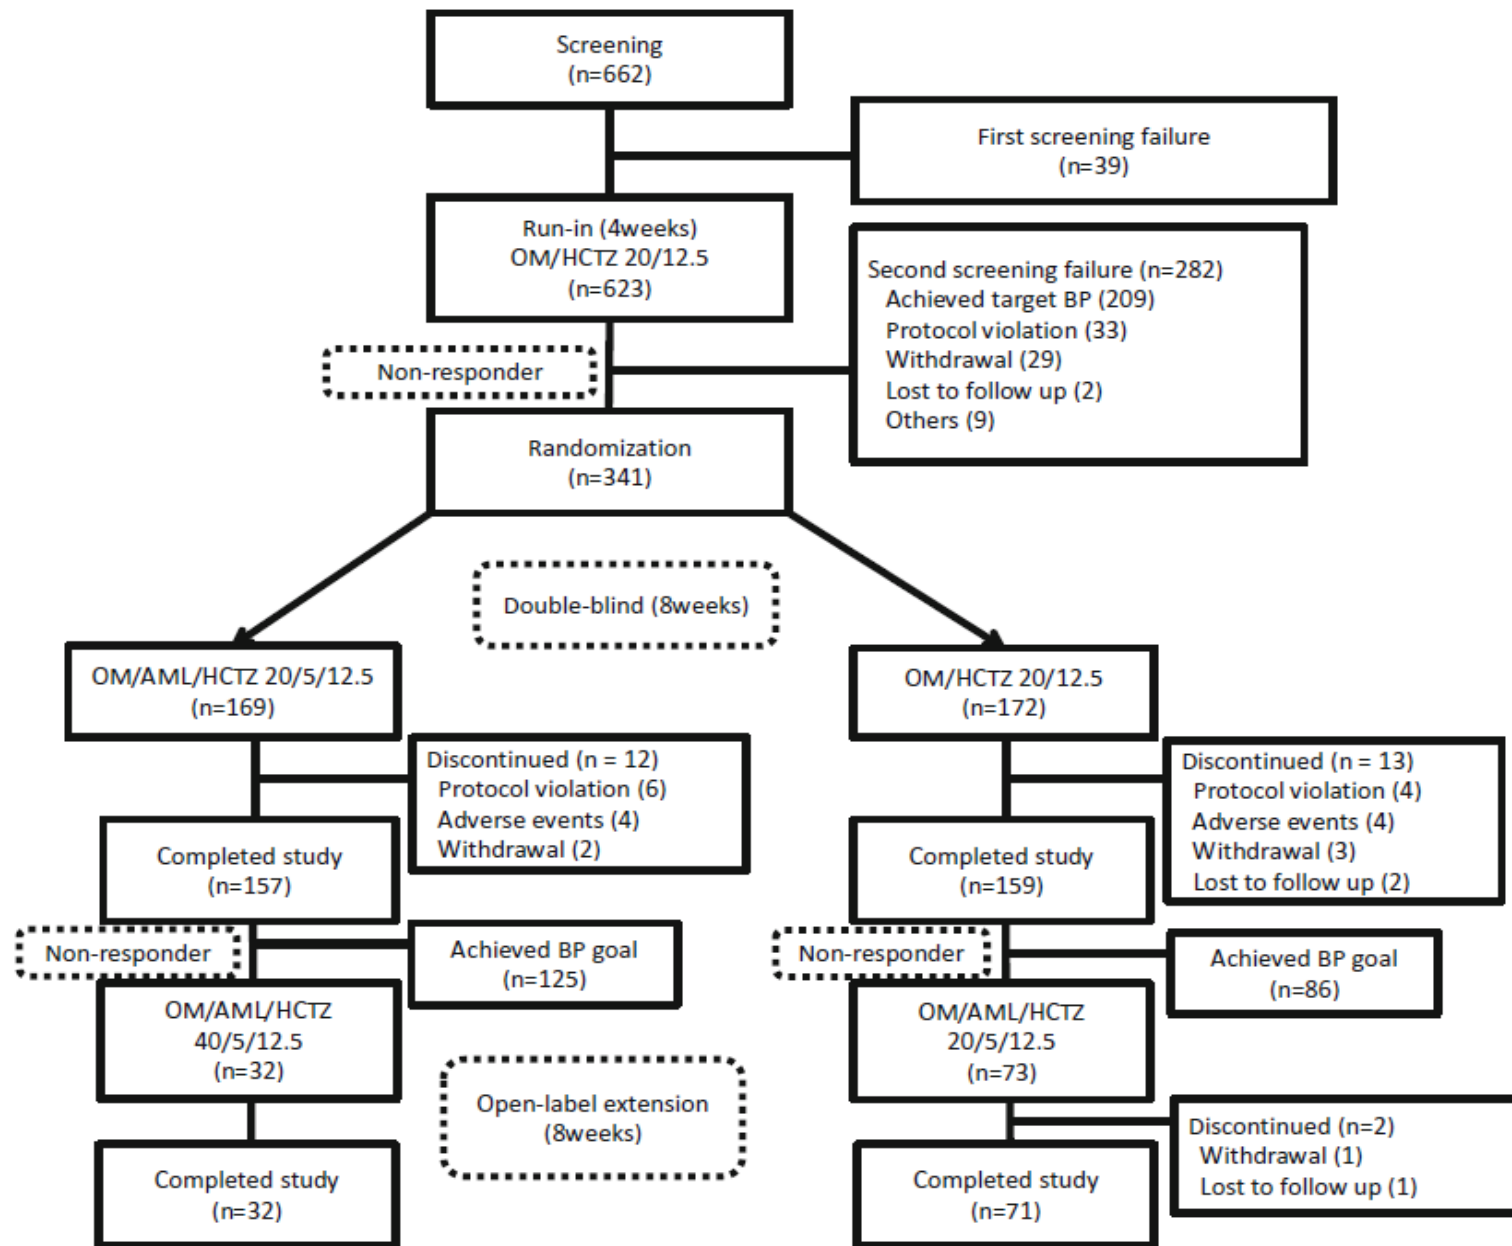 Screening
(n=662)
First screening failure
(n=39)
Run-in (4weeks)
OM/HCTZ 20/12.5
(n=623)
Second screening failure (n=282)
Achieved target BP (209)
Protocol violation (33)
Withdrawal (29)
Lost to follow up (2)
Others (9)
Non-responder
Randomization
(n=341)
Double-blind (8weeks)
OM/AML/HCTZ 20/5/12.5
(n=169)
OM/HCTZ 20/12.5
(n=172)
Discontinued (n = 12)
Protocol violation (6)
Adverse events (4)
Withdrawal (2)
Discontinued (n = 13)
Protocol violation (4)
Adverse events (4)
Withdrawal (3)
Lost to follow up (2)
Completed study
(n=157)
Completed study
(n=159)
Non-responder
Achieved BP goal
(n=125)
Non-responder
Achieved BP goal
(n=86)
OM/AML/HCTZ
40/5/12.5
(n=32)
OM/AML/HCTZ
20/5/12.5
(n=73)
Open-label extension
(8weeks)
Discontinued (n=2)
Withdrawal (1)
Lost to follow up (1)
Completed study
(n=32)
Completed study
(n=71)